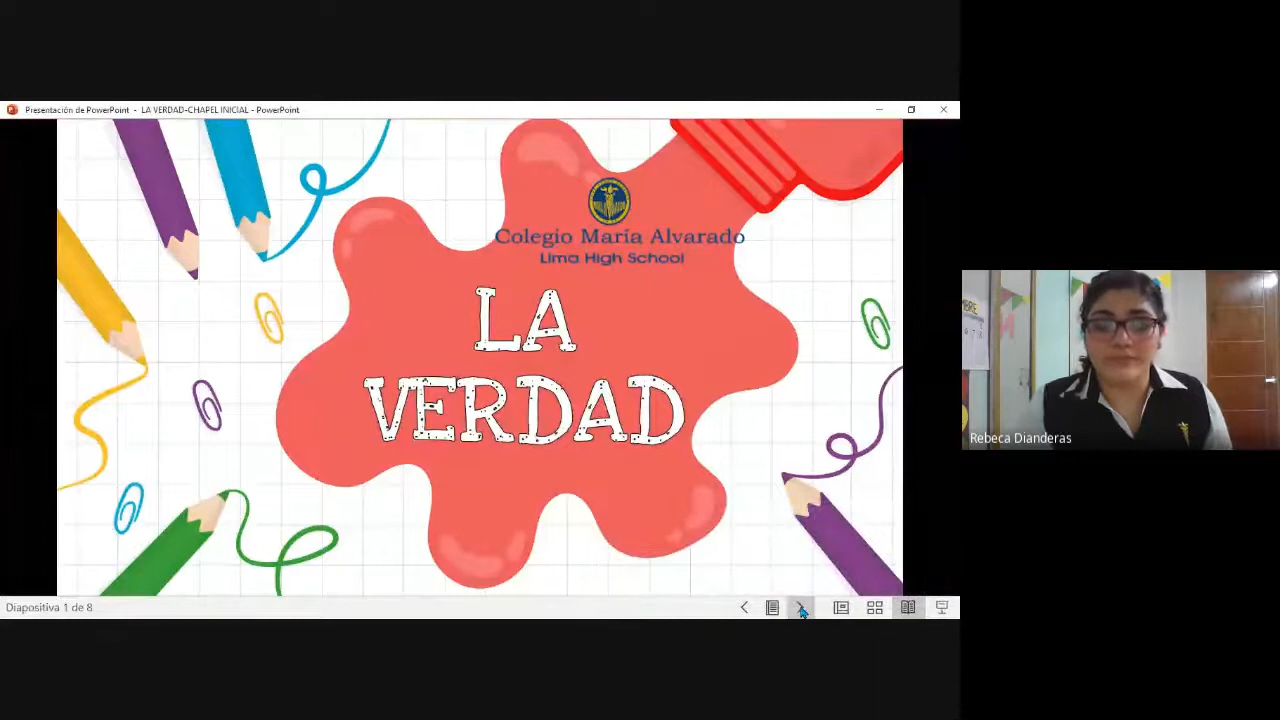 Presentación de PowerPoint - LA VERDAD-CHAPEL INICIAL - PowerPoint
Colegio María Alvarado
Lima High School
LA
VERDAD
Rebeca Dianderas
Diapositiva 1 de 8